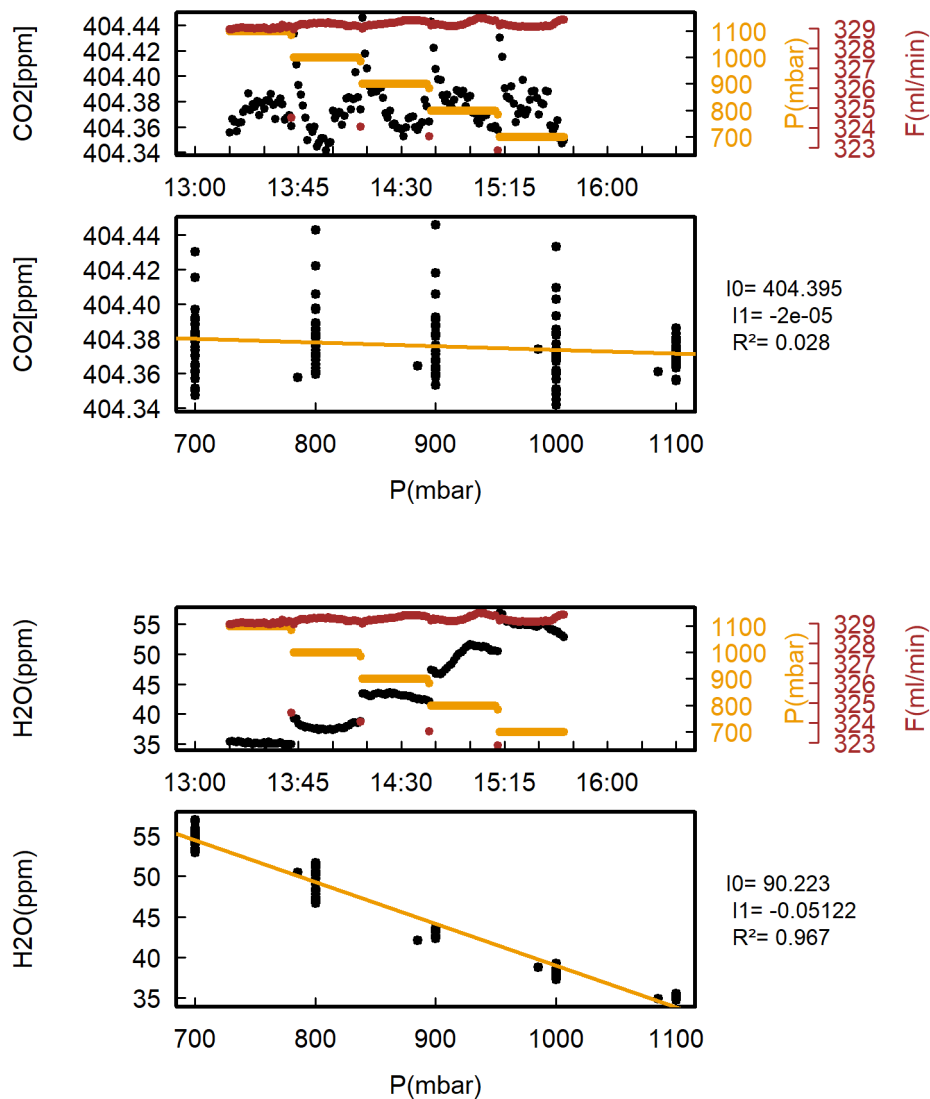 CO2[ppm]
404.44
404.42
404.40
404.38
404.36
404.34
13:00 13:45 14:30 15:15 16:00
1100
1000
900
800
700
P(mbar)
329
328
327
326
325
324
323
F(ml/min)
CO2[ppm]
404.44
404.42
404.40
404.38
404.36
404.34
700 800 900 1000 1100
P(mbar)
I0= 404.395
I1= -2e-05
R²= 0.028
H2O(ppm)
55
50
45
40
35
13:00 13:45 14:30 15:15 16:00
1100
1000
900
800
700
P(mbar)
329
328
327
326
325
324
323
F(ml/min)
H2O(ppm)
55
50
45
40
35
700 800 900 1000 1100
P(mbar)
I0= 90.223
I1= -0.05122
R²= 0.967